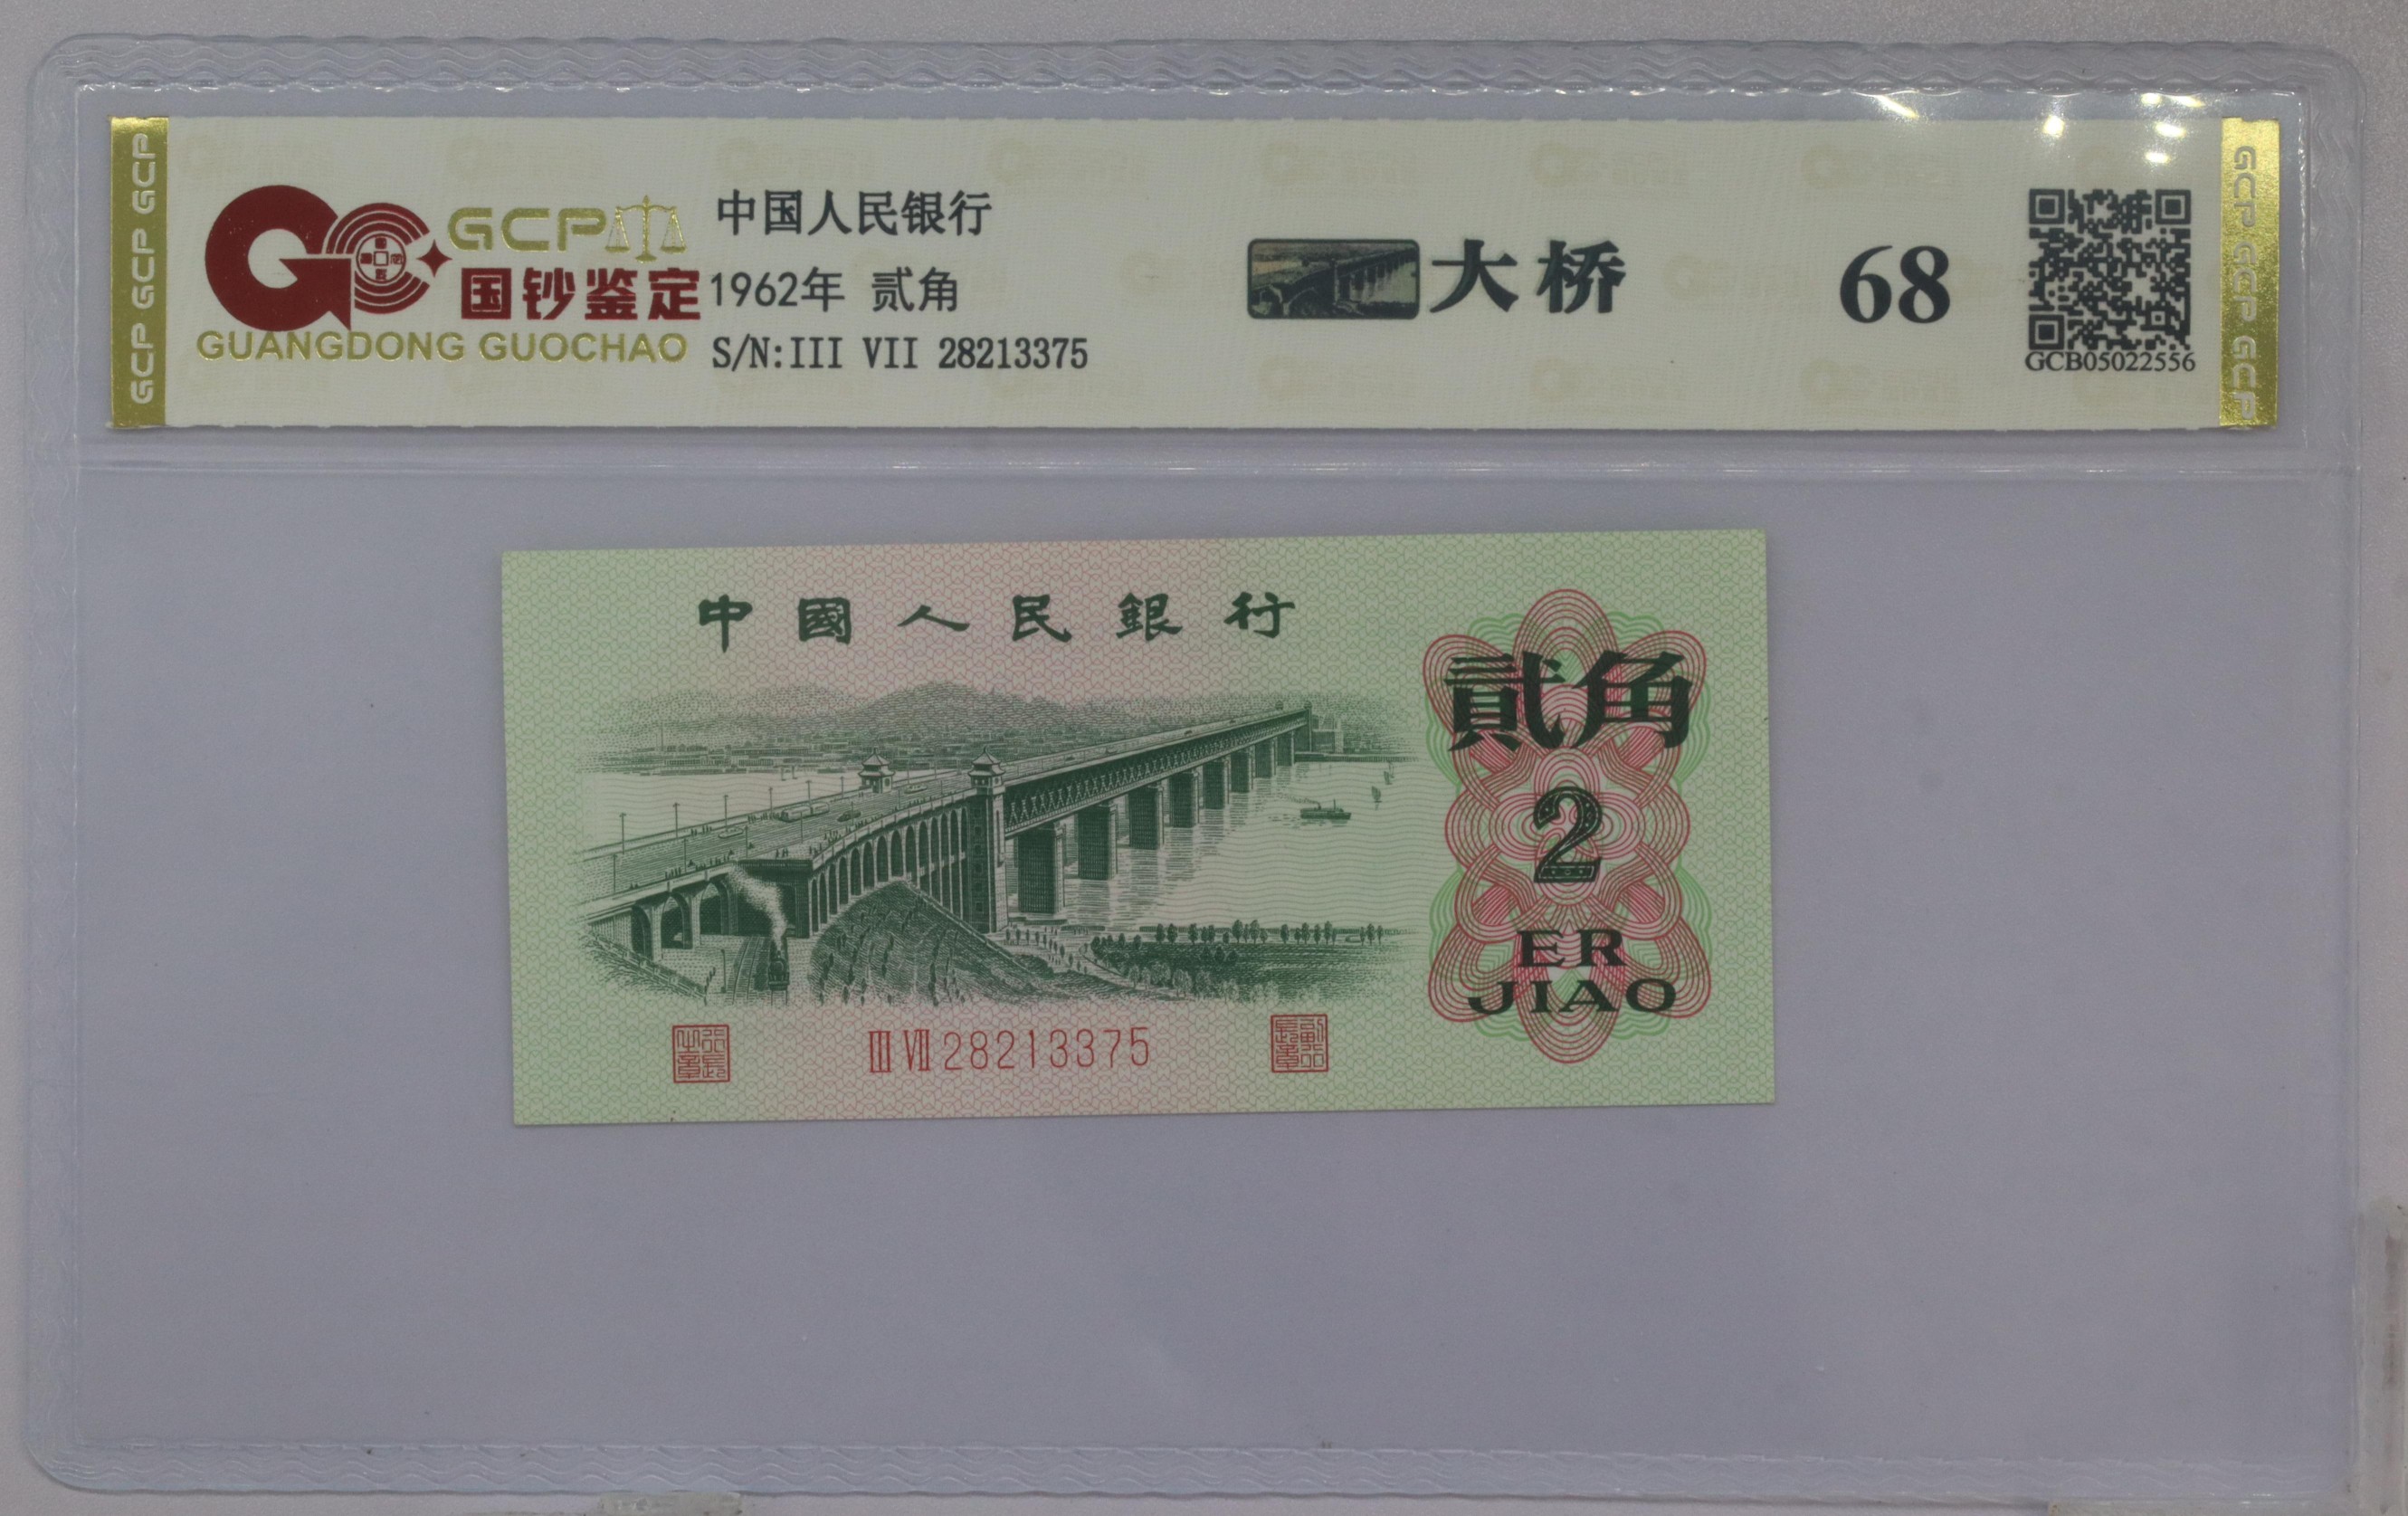 GCP GCP GCP
GCP
国钞鉴定
GUANGDONG GUOCHAO
中国人民银行
1962年 贰角
S/N:III VII 28213375
大桥
68
GCB05022556
GCP GCP GCP GCP
中國人民銀行
貳角
2
ER
JIAO
III VII 28213375